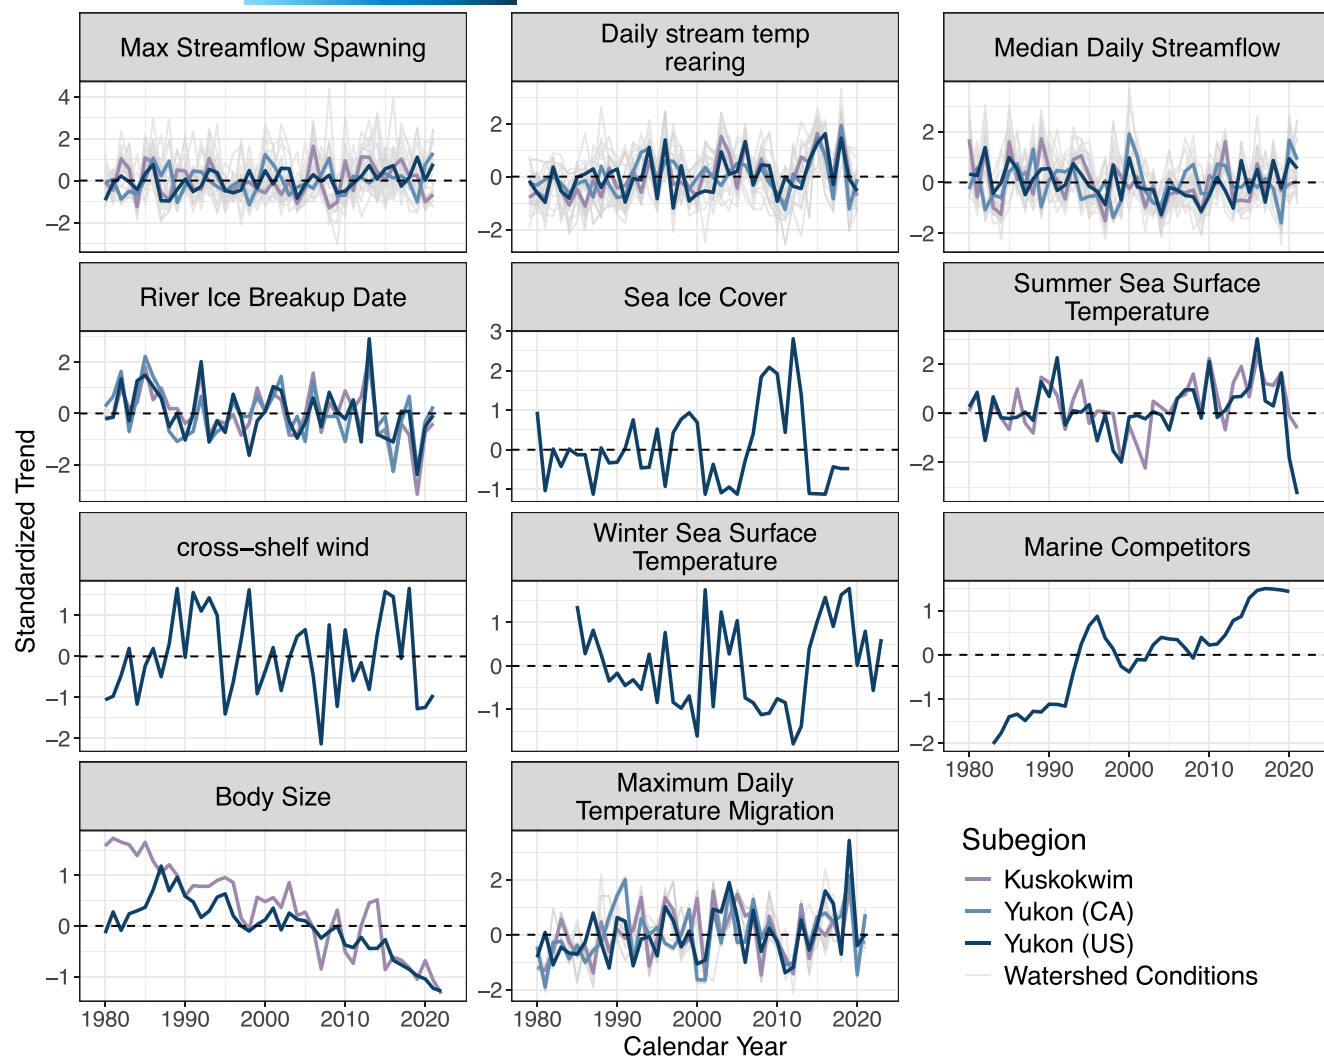 Max Streamflow Spawning
Daily stream temp
rearing
Median Daily Streamflow
4
2
0
−2
2
0
−2
2
0
−2
River Ice Breakup Date
Sea Ice Cover
Summer Sea Surface
Temperature
2
0
−2
3
2
1
0
−1
2
0
−2
Standardized Trend
cross−shelf wind
Winter Sea Surface
Temperature
Marine Competitors
1
0
−1
−2
1
0
−1
1
0
−1
−2
1980 1990 2000 2010 2020
Body Size
Maximum Daily
Temperature Migration
1
0
−1
2
0
−2
1980 1990 2000 2010 2020
1980 1990 2000 2010 2020
Calendar Year
Subegion
Kuskokwim
Yukon (CA)
Yukon (US)
Watershed Conditions